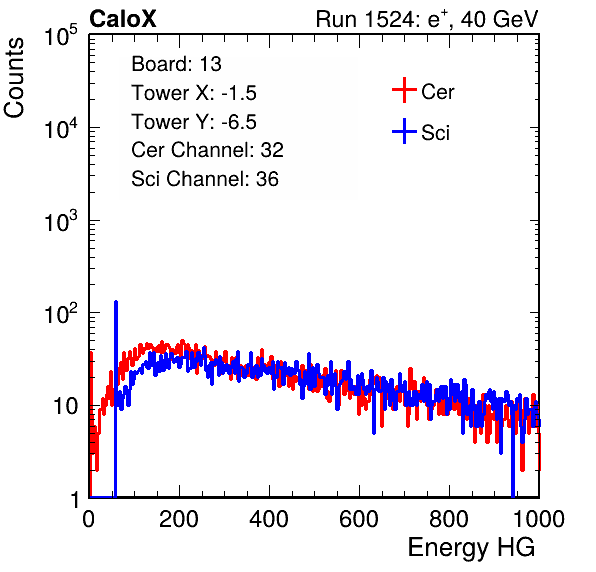 CaloX Run 1524: e⁺, 40 GeV
Counts
10⁵
10⁴
10³
10²
10
1
Board: 13
Tower X: -1.5
Tower Y: -6.5
Cer Channel: 32
Sci Channel: 36
Cer
Sci
0 200 400 600 800 1000
Energy HG